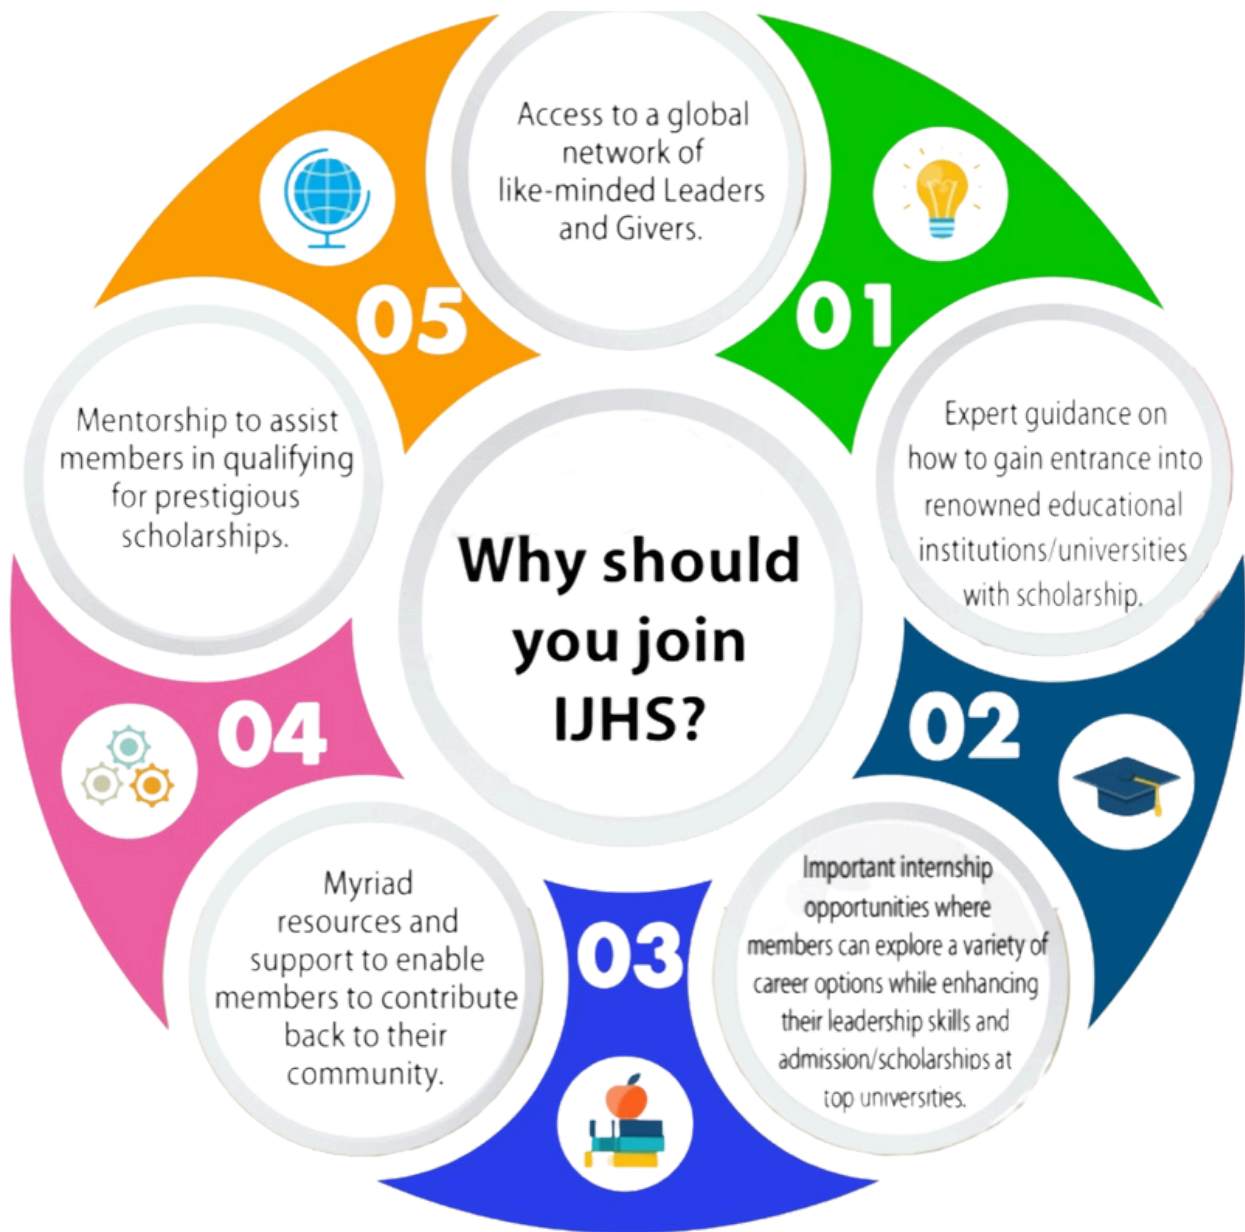 Why should
you join
IJHS?
Access to a global
network of
like-minded Leaders
and Givers.
01
Expert guidance on
how to gain entrance into
renowned educational
institutions/universities
with scholarship.
02
Important internship
opportunities where
members can explore a variety of
career options while enhancing
their leadership skills and
admission/scholarships at
top universities.
03
Myriad
resources and
support to enable
members to contribute
back to their
community.
04
Mentorship to assist
members in qualifying
for prestigious
scholarships.
05